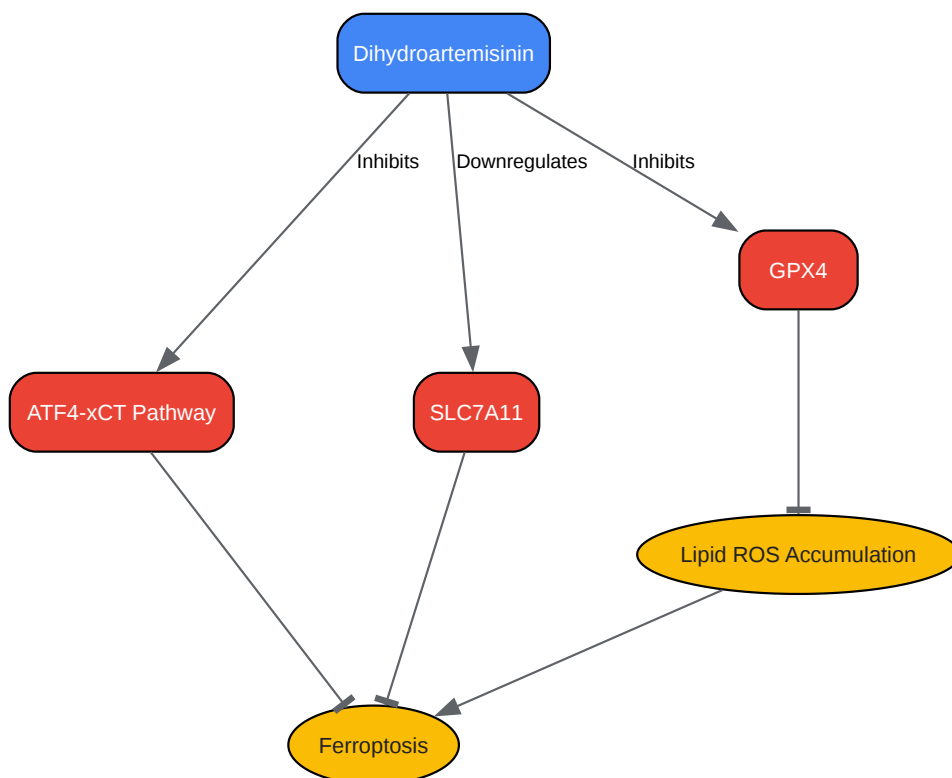 Dihydroartemisinin
Inhibits
Downregulates
Inhibits
GPX4
ATF4-xCT Pathway
SLC7A11
Lipid ROS Accumulation
Ferroptosis